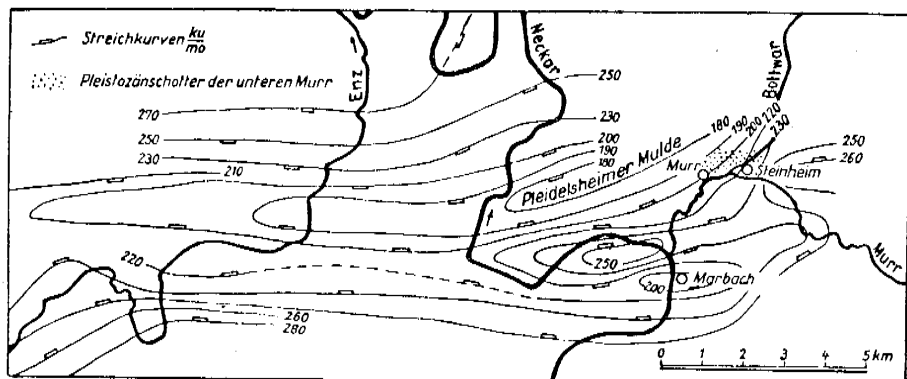 Streichkurven ku/mo
Pleistozänschotter der unteren Murr
Enz
Neckar
Bottwar
250
270
230
180
190
200
220
230
250
200
250
260
230
190
180
210
Pleidelsheimer Mulde
Murr
Steinheim
220
250
Murr
200
Marbach
260
280
0 1 2 3 4 5 km